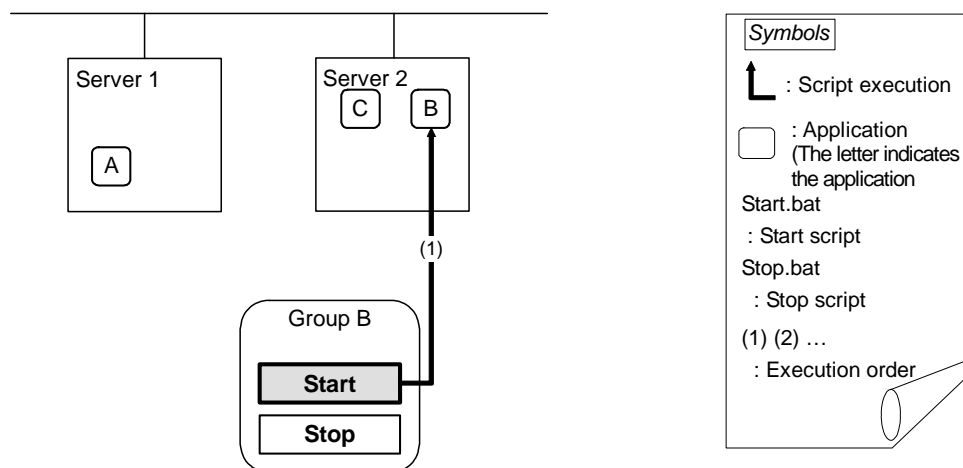 Server 1
A
Server 2
C
B
(1)
Group B
Start
Stop
Symbols
: Script execution
: Application
(The letter indicates
the application
Start.bat
: Start script
Stop.bat
: Stop script
(1) (2) …
: Execution order